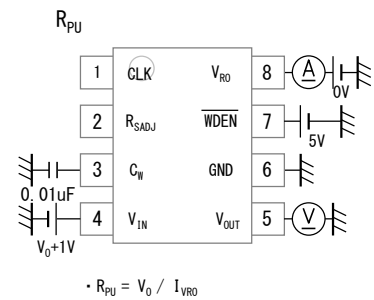 R_PU
1 CLK V_RO 8 A
0V
2 R_SADJ WDEN 7
5V
3 C_W GND 6
0.01uF
4 V_IN V_OUT 5 V
V_O+1V
・R_PU = V_O / I_VRO